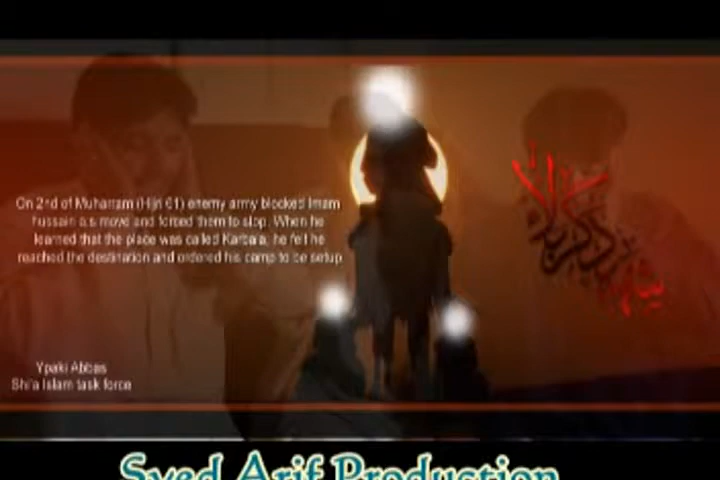 On 2nd of Muharram (Hijri 61) enemy army blocked Imam
hussain a.s move and forced them to stop. When he
learned that the place was called Karbala, he felt he
reached the destination and ordered his camp to be setup
Ypaki Abbas
Shi'a Islam task force
Syed Arif Production